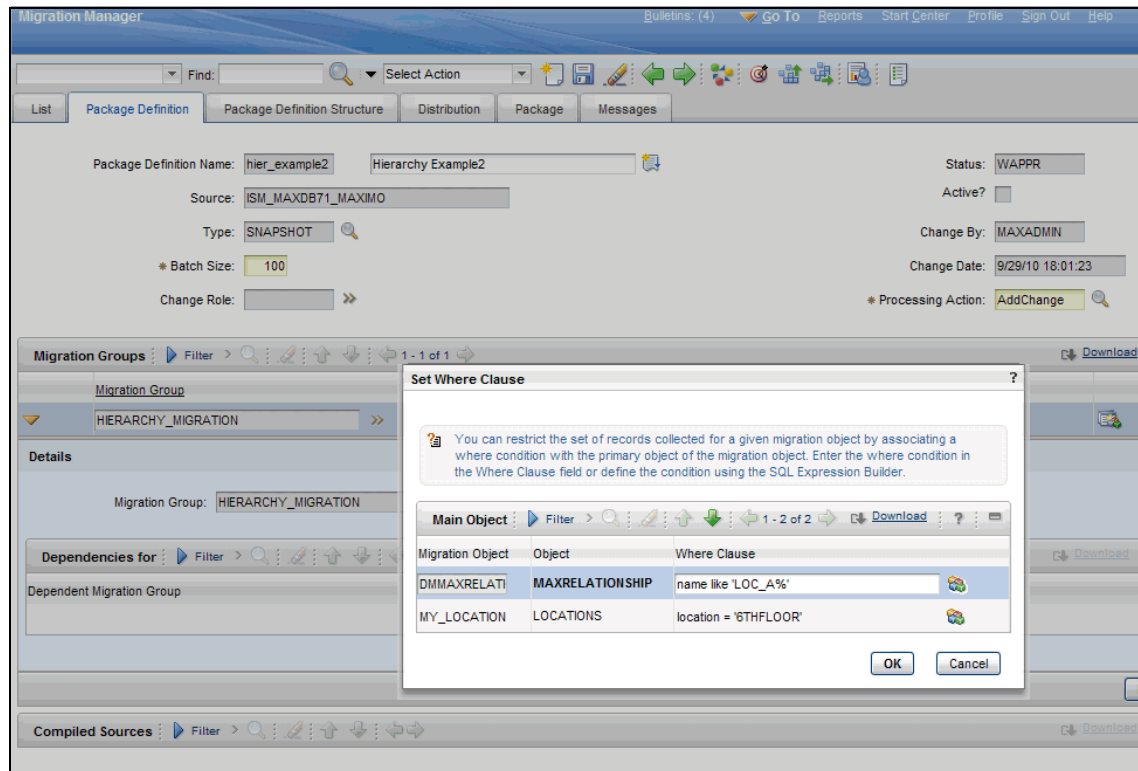 Migration Manager
Bulletins: (4) Go To Reports Start Center Profile Sign Out Help
Find: Select Action
List Package Definition Package Definition Structure Distribution Package Messages
Package Definition Name: hier_example2 Hierarchy Example2 Status: WAPPR
Source: ISM_MAXDB71_MAXIMO Active?
Type: SNAPSHOT Change By: MAXADMIN
* Batch Size: 100 Change Date: 9/29/10 18:01:23
Change Role: * Processing Action: AddChange
Migration Groups Filter 1 - 1 of 1 Download
Migration Group
HIERARCHY_MIGRATION
Details
Migration Group: HIERARCHY_MIGRATION
Dependencies for Filter Download
Dependent Migration Group
Set Where Clause ?
You can restrict the set of records collected for a given migration object by associating a
where condition with the primary object of the migration object. Enter the where condition in
the Where Clause field or define the condition using the SQL Expression Builder.
Main Object Filter 1 - 2 of 2 Download ?
Migration Object Object Where Clause
DMMAXRELATI MAXRELATIONSHIP name like 'LOC_A%'
MY_LOCATION LOCATIONS location = '6THFLOOR'
OK Cancel
Compiled Sources Filter Download